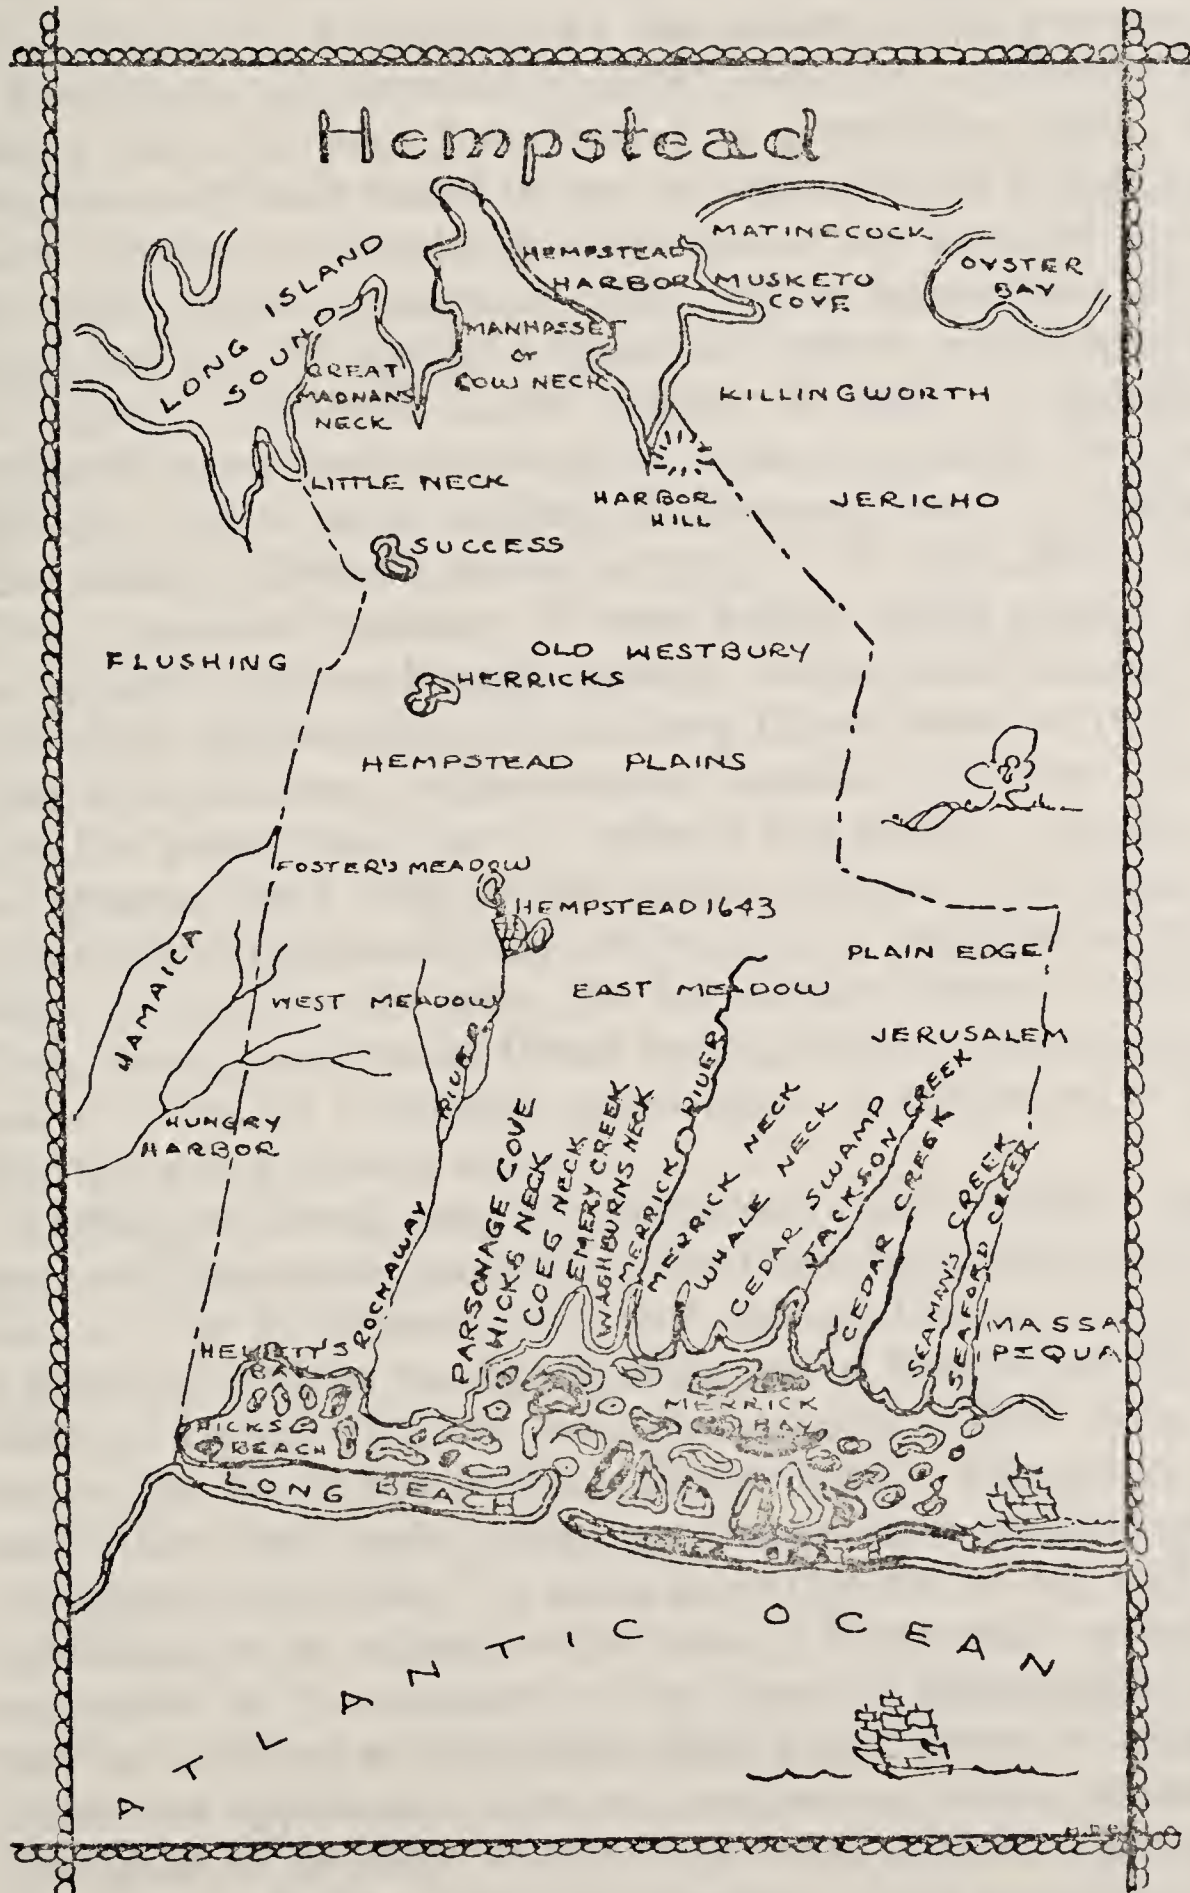 Hempstead
MATINECOCK
HEMPSTEAD
HARBOR
MUSKETO
COVE
OYSTER
BAY
LONG ISLAND
SOUND
MANHASSET
or
COW NECK
GREAT
MADNANS
NECK
KILLINGWORTH
LITTLE NECK
HARBOR
HILL
JERICHO
SUCCESS
FLUSHING
OLD WESTBURY
HERRICKS
HEMPSTEAD PLAINS
FOSTER'S MEADOW
HEMPSTEAD 1643
PLAIN EDGE
HAMAICA
WEST MEADOW
EAST MEADOW
JERUSALEM
HUNGRY
HARBOR
ROCKAWAY RIVER
PARSONAGE COVE
HICKS NECK
COES NECK
EMERY CREEK
WASHBURNS NECK
MERRICK RIVER
MERRICK NECK
WHALE NECK
CEDAR SWAMP
JACKSON CREEK
CEDAR CREEK
SEAMAN'S CREEK
SEAFORD CREEK
MASSA
PEQUA
HEWLETT'S
BAY
HICKS
BEACH
MERRICK
BAY
LONG BEACH
ATLANTIC OCEAN